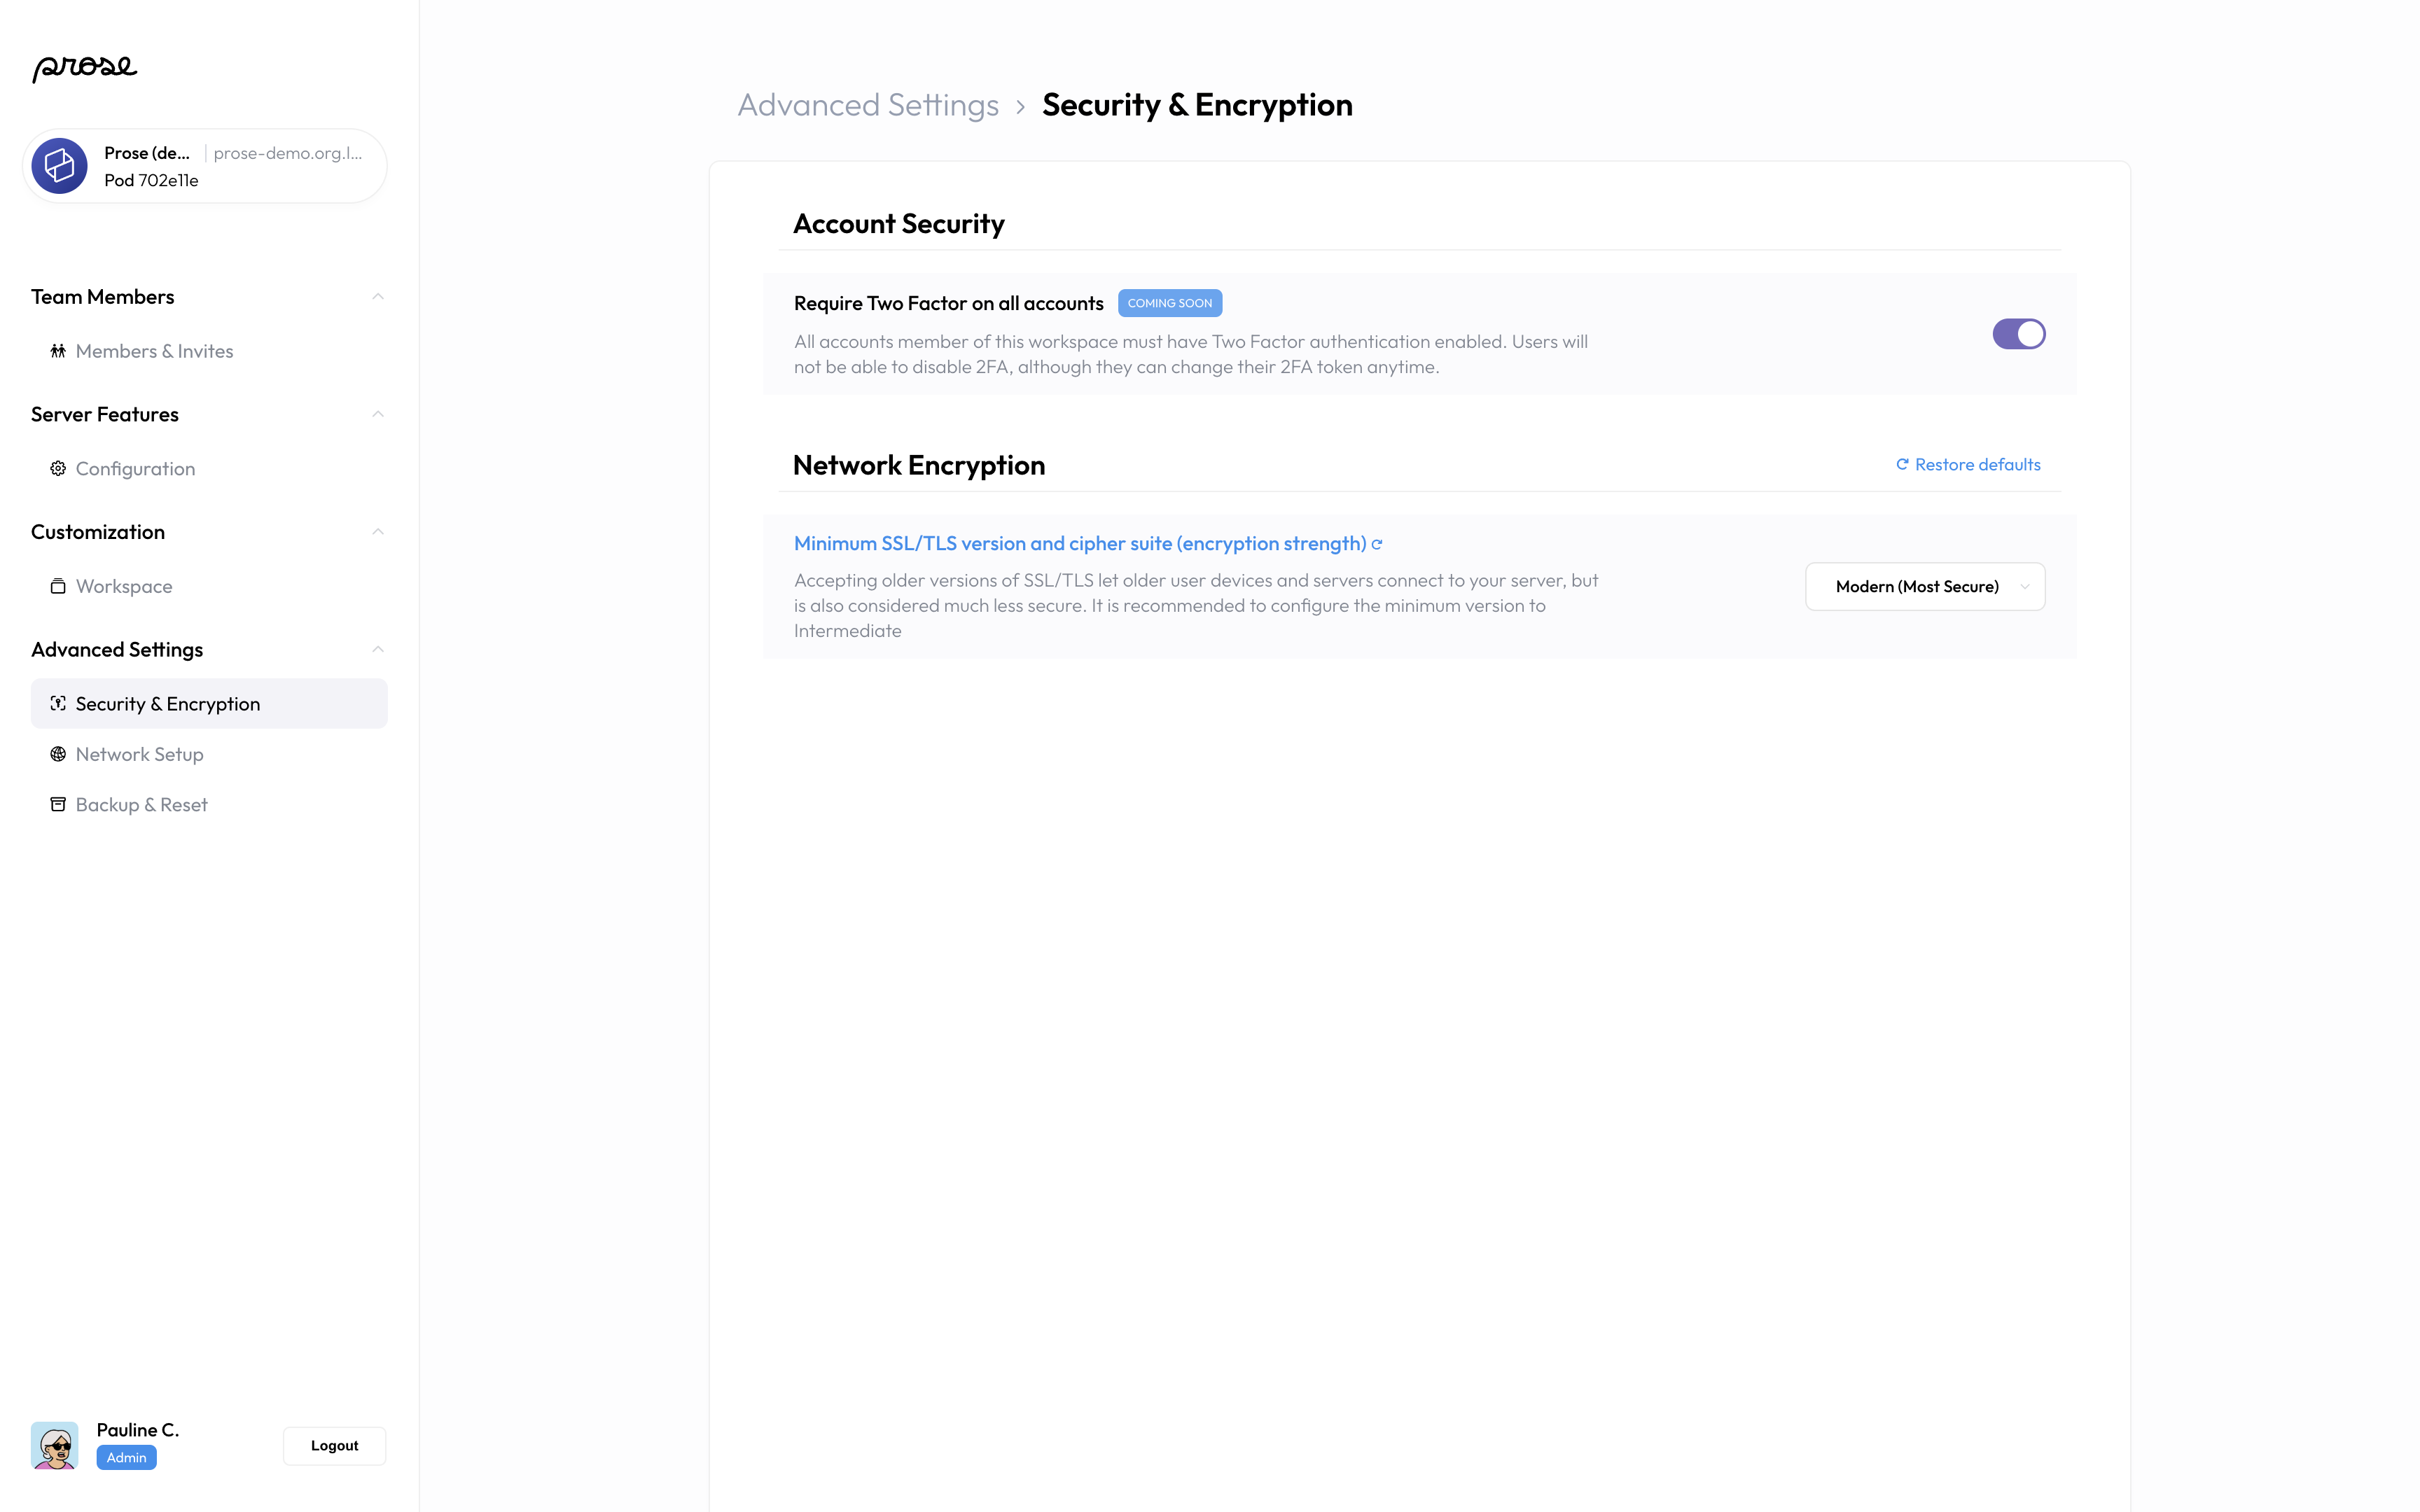 prose
Prose (de... prose-demo.org.l...
Pod 702e11e
Team Members
Members & Invites
Server Features
Configuration
Customization
Workspace
Advanced Settings
Security & Encryption
Network Setup
Backup & Reset
Pauline C.
Admin
Logout
Advanced Settings › Security & Encryption
Account Security
Require Two Factor on all accounts COMING SOON
All accounts member of this workspace must have Two Factor authentication enabled. Users will
not be able to disable 2FA, although they can change their 2FA token anytime.
Network Encryption
Restore defaults
Minimum SSL/TLS version and cipher suite (encryption strength)
Accepting older versions of SSL/TLS let older user devices and servers connect to your server, but
is also considered much less secure. It is recommended to configure the minimum version to
Intermediate
Modern (Most Secure)